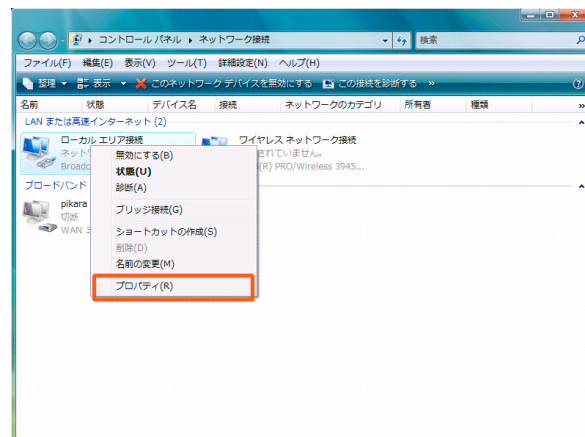 コントロール パネル ▸ ネットワーク接続
検索
ファイル(F) 編集(E) 表示(V) ツール(T) 詳細設定(N) ヘルプ(H)
整理 表示 このネットワーク デバイスを無効にする この接続を診断する »
名前 状態 デバイス名 接続 ネットワークのカテゴリ 所有者 種類 »
LAN または高速インターネット (2)
ローカル エリア接続 ワイヤレス ネットワーク接続
ネット されていません。
Broadc (R) PRO/Wireless 3945...
ブロードバンド
pikara
切断
WAN
無効にする(B)
状態(U)
診断(A)
ブリッジ接続(G)
ショートカットの作成(S)
削除(D)
名前の変更(M)
プロパティ(R)